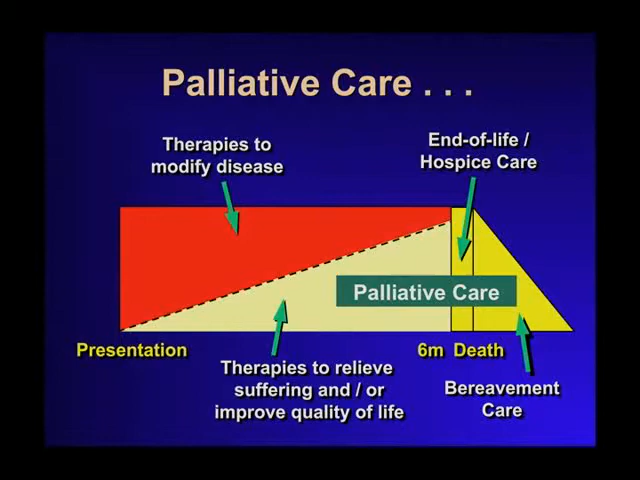 Palliative Care . . .
Therapies to
modify disease
End-of-life /
Hospice Care
Palliative Care
Presentation
6m Death
Therapies to relieve
suffering and / or
improve quality of life
Bereavement
Care